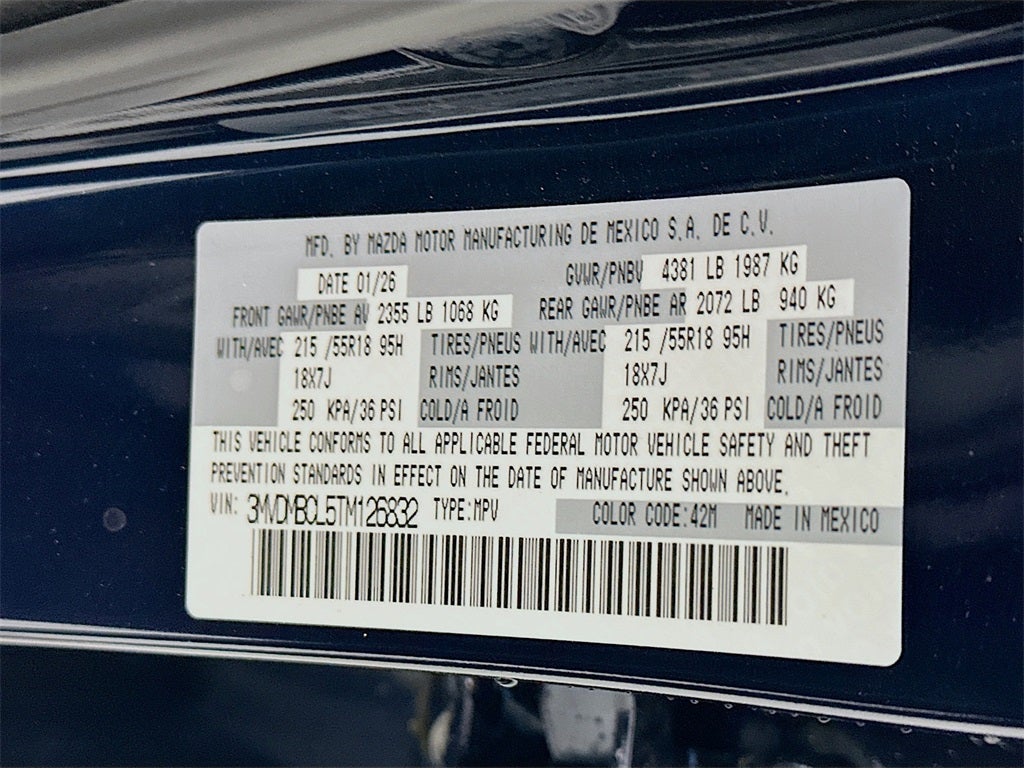 MFD. BY MAZDA MOTOR MANUFACTURING DE MEXICO S.A. DE C.V.
DATE 01/26 GVWR/PNBV 4381 LB 1987 KG
FRONT GAWR/PNBE AV 2355 LB 1068 KG REAR GAWR/PNBE AR 2072 LB 940 KG
WITH/AVEC 215 /55R18 95H TIRES/PNEUS WITH/AVEC 215 /55R18 95H TIRES/PNEUS
18X7J RIMS/JANTES 18X7J RIMS/JANTES
250 KPA/36 PSI COLD/A FROID 250 KPA/36 PSI COLD/A FROID
THIS VEHICLE CONFORMS TO ALL APPLICABLE FEDERAL MOTOR VEHICLE SAFETY AND THEFT
PREVENTION STANDARDS IN EFFECT ON THE DATE OF MANUFACTURE SHOWN ABOVE.
VIN: 3MVDMBCL5TM126832 TYPE:MPV COLOR CODE:42M MADE IN MEXICO